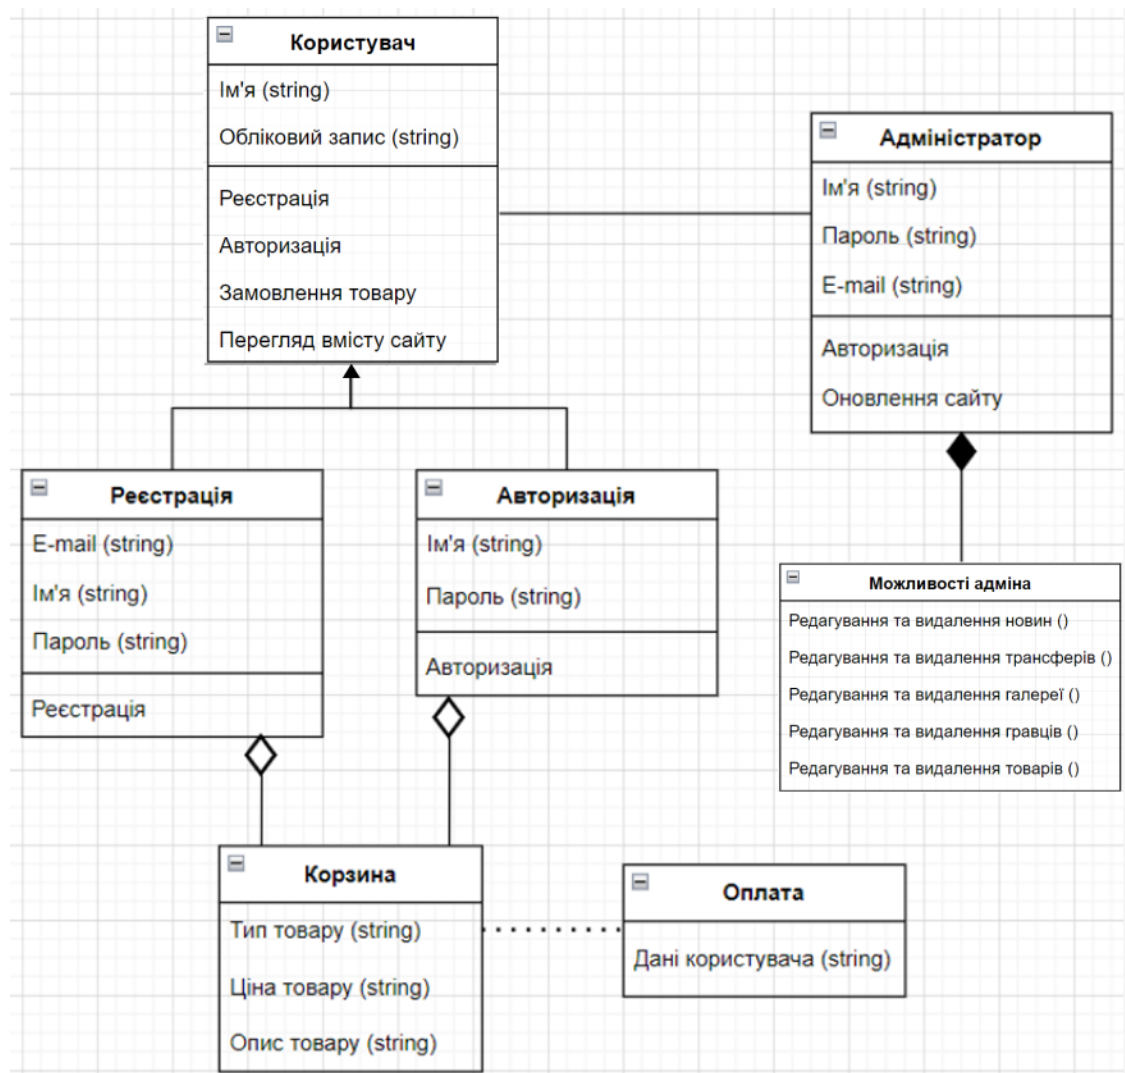 Користувач
Ім'я (string)
Обліковий запис (string)
Реєстрація
Авторизація
Замовлення товару
Перегляд вмісту сайту
Адміністратор
Ім'я (string)
Пароль (string)
E-mail (string)
Авторизація
Оновлення сайту
Реєстрація
E-mail (string)
Ім'я (string)
Пароль (string)
Реєстрація
Авторизація
Ім'я (string)
Пароль (string)
Авторизація
Можливості адміна
Редагування та видалення новин ()
Редагування та видалення трансферів ()
Редагування та видалення галереї ()
Редагування та видалення гравців ()
Редагування та видалення товарів ()
Корзина
Тип товару (string)
Ціна товару (string)
Опис товару (string)
Оплата
Дані користувача (string)